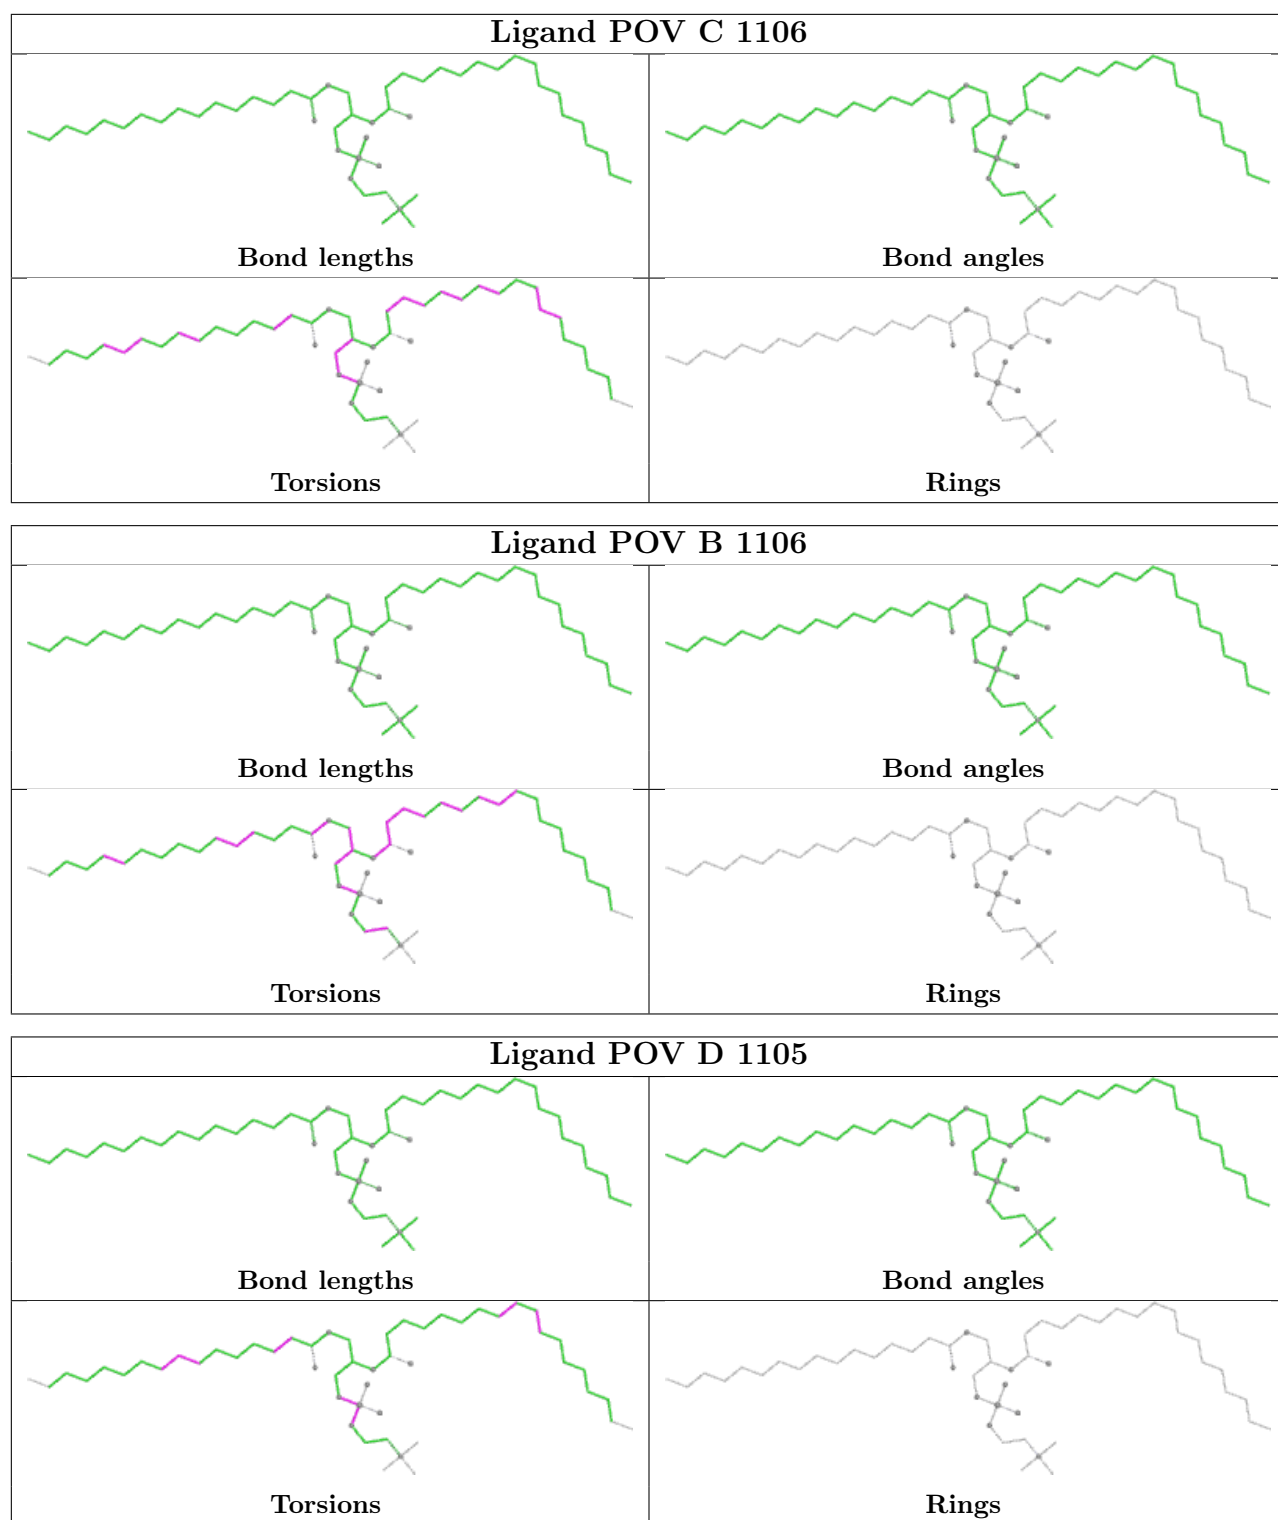 Ligand POV C 1106
Bond lengths
Bond angles
Torsions
Rings
Ligand POV B 1106
Bond lengths
Bond angles
Torsions
Rings
Ligand POV D 1105
Bond lengths
Bond angles
Torsions
Rings